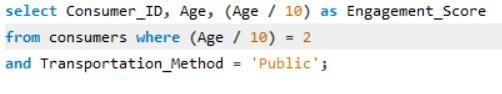 select Consumer_ID, Age, (Age / 10) as Engagement_Score
from consumers where (Age / 10) = 2
and Transportation_Method = 'Public';